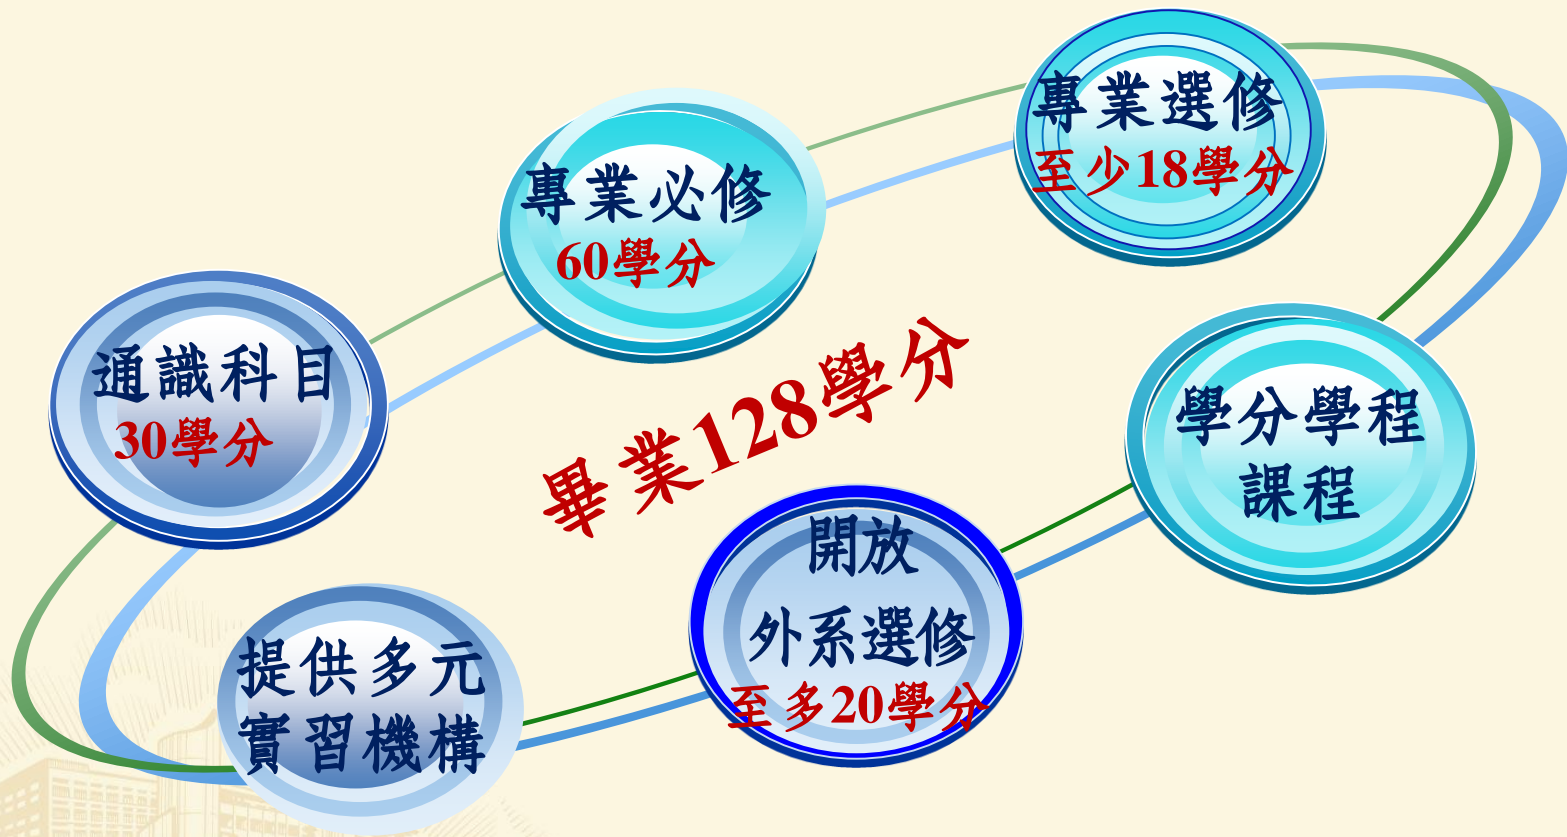 專業選修
至少18學分
專業必修
60學分
通識科目
30學分
畢業128學分
學分學程
課程
開放
外系選修
至多20學分
提供多元
實習機構